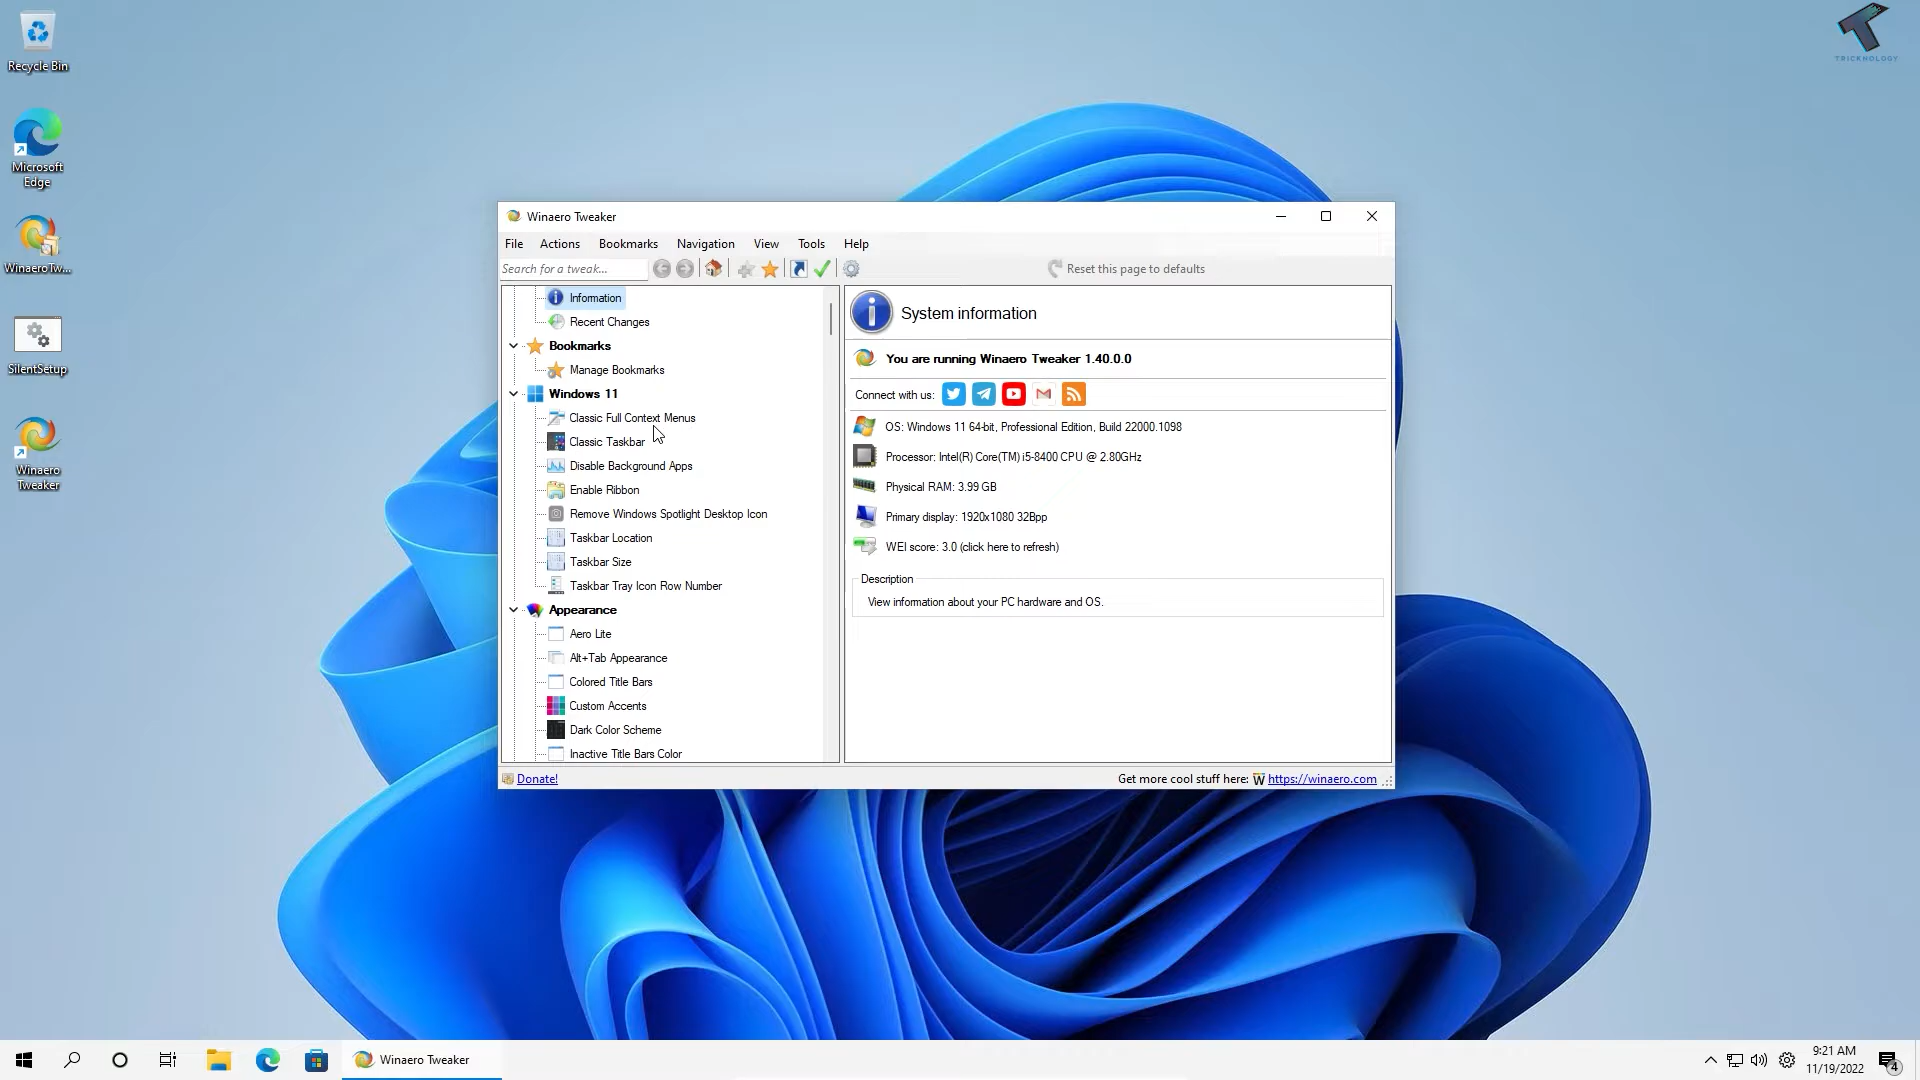 Recycle Bin
Microsoft
Edge
WinaeroTw...
SilentSetup
Winaero
Tweaker
TRICKNOLOGY
Winaero Tweaker
File Actions Bookmarks Navigation View Tools Help
Search for a tweak... Reset this page to defaults
Information
Recent Changes
Bookmarks
Manage Bookmarks
Windows 11
Classic Full Context Menus
Classic Taskbar
Disable Background Apps
Enable Ribbon
Remove Windows Spotlight Desktop Icon
Taskbar Location
Taskbar Size
Taskbar Tray Icon Row Number
Appearance
Aero Lite
Alt+Tab Appearance
Colored Title Bars
Custom Accents
Dark Color Scheme
Inactive Title Bars Color
System information
You are running Winaero Tweaker 1.40.0.0
Connect with us:
OS: Windows 11 64-bit, Professional Edition, Build 22000.1098
Processor: Intel(R) Core(TM) i5-8400 CPU @ 2.80GHz
Physical RAM: 3.99 GB
Primary display: 1920x1080 32Bpp
WEI score: 3.0 (click here to refresh)
Description
View information about your PC hardware and OS.
Donate! Get more cool stuff here: W https://winaero.com
Winaero Tweaker
9:21 AM
11/19/2022
4